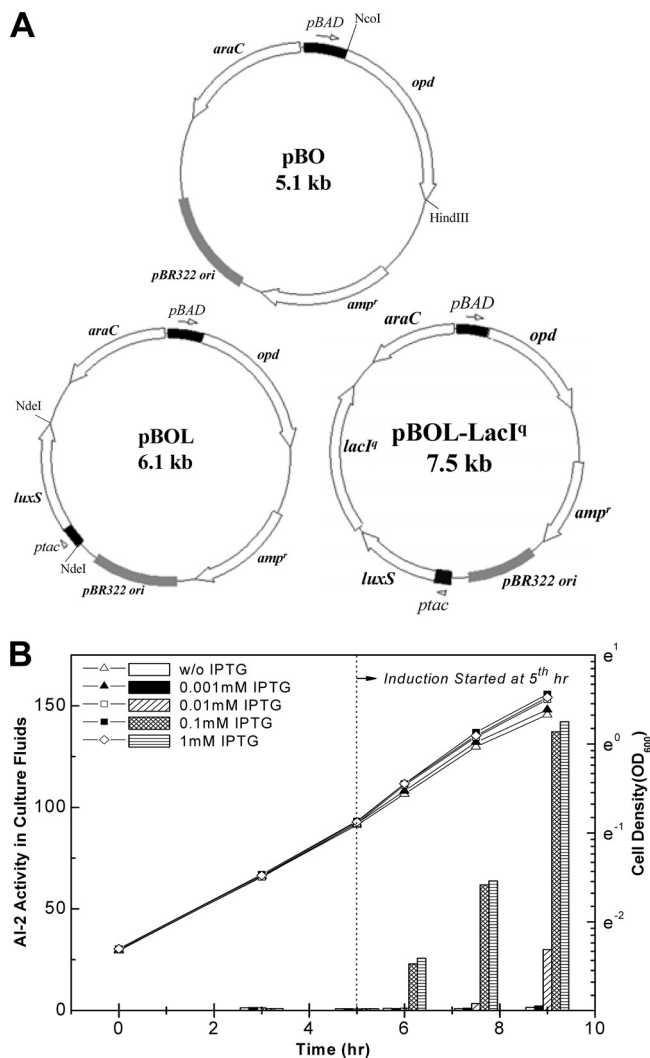 A
pBAD
NcoI
araC
opd
pBO
5.1 kb
HindIII
pBR322 ori
ampʳ
pBAD
araC
opd
NdeI
pBOL
6.1 kb
luxS
ptac
NdeI
pBR322 ori
ampʳ
pBAD
araC
opd
lacIᑫ
pBOL-LacIᑫ
7.5 kb
ampʳ
luxS
pBR322 ori
ptac
B
w/o IPTG
0.001mM IPTG
0.01mM IPTG
0.1mM IPTG
1mM IPTG
Induction Started at 5ᵗʰ hr
AI-2 Activity in Culture Fluids
175
150
100
50
0
e¹
e⁰
e⁻¹
e⁻²
Cell Density(OD₆₀₀)
0 2 4 6 8 10
Time (hr)